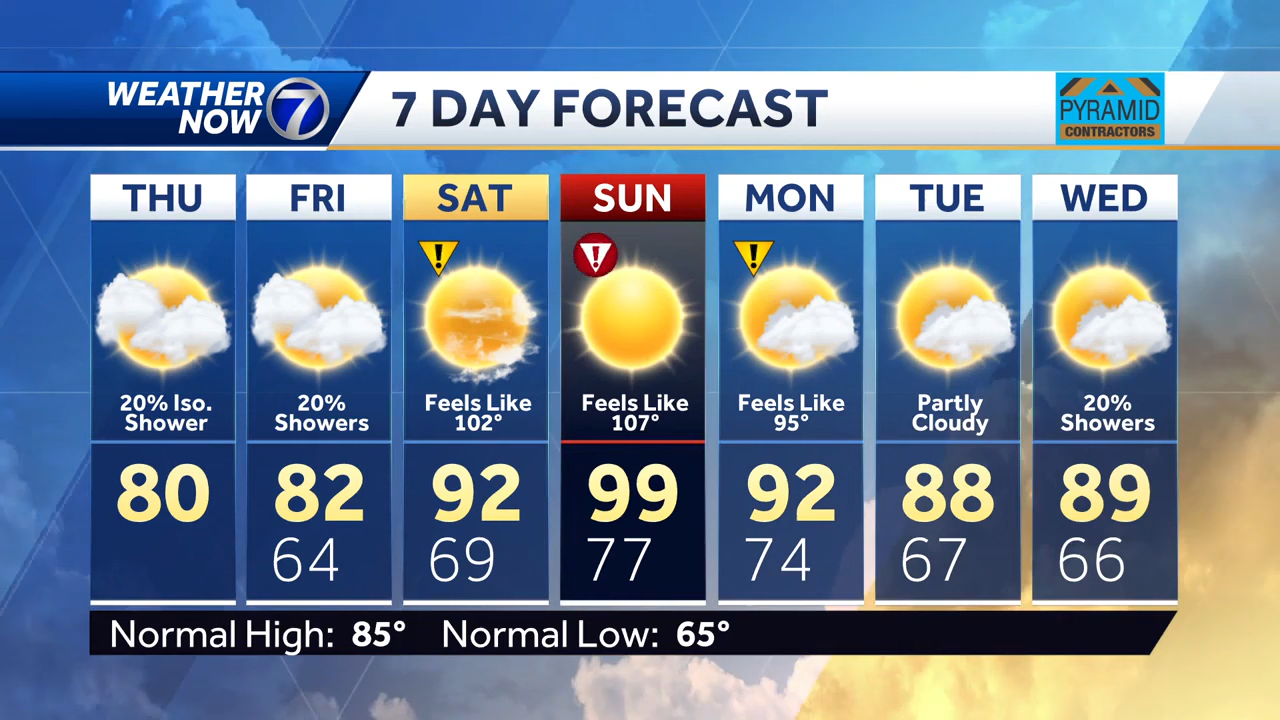 WEATHER
NOW
7
7 DAY FORECAST
PYRAMID
CONTRACTORS
THU
FRI
SAT
SUN
MON
TUE
WED
!
!
!
20% Iso.
Shower
20%
Showers
Feels Like
102°
Feels Like
107°
Feels Like
95°
Partly
Cloudy
20%
Showers
80
82
92
99
92
88
89
64
69
77
74
67
66
Normal High: 85° Normal Low: 65°